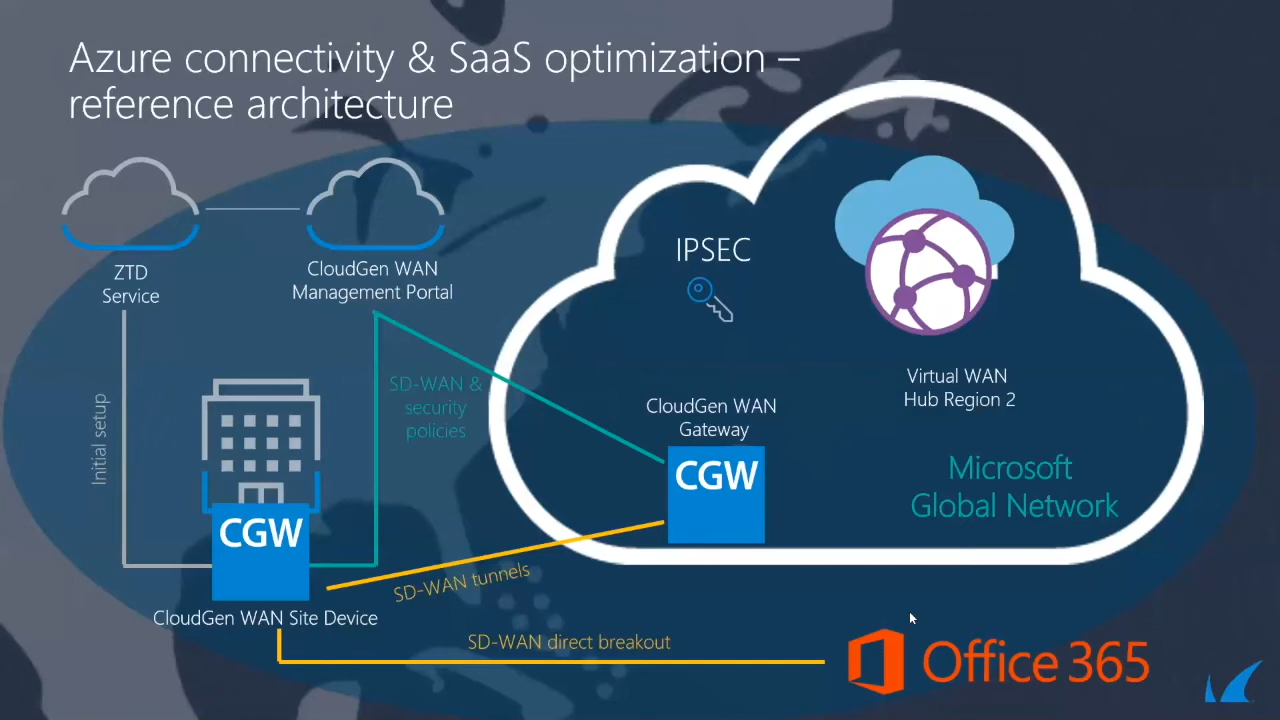 Azure connectivity & SaaS optimization –
reference architecture
ZTD
Service
CloudGen WAN
Management Portal
IPSEC
Virtual WAN
Hub Region 2
SD-WAN &
security
policies
Initial setup
CloudGen WAN
Gateway
CGW
Microsoft
Global Network
CGW
CloudGen WAN Site Device
SD-WAN tunnels
SD-WAN direct breakout
Office 365